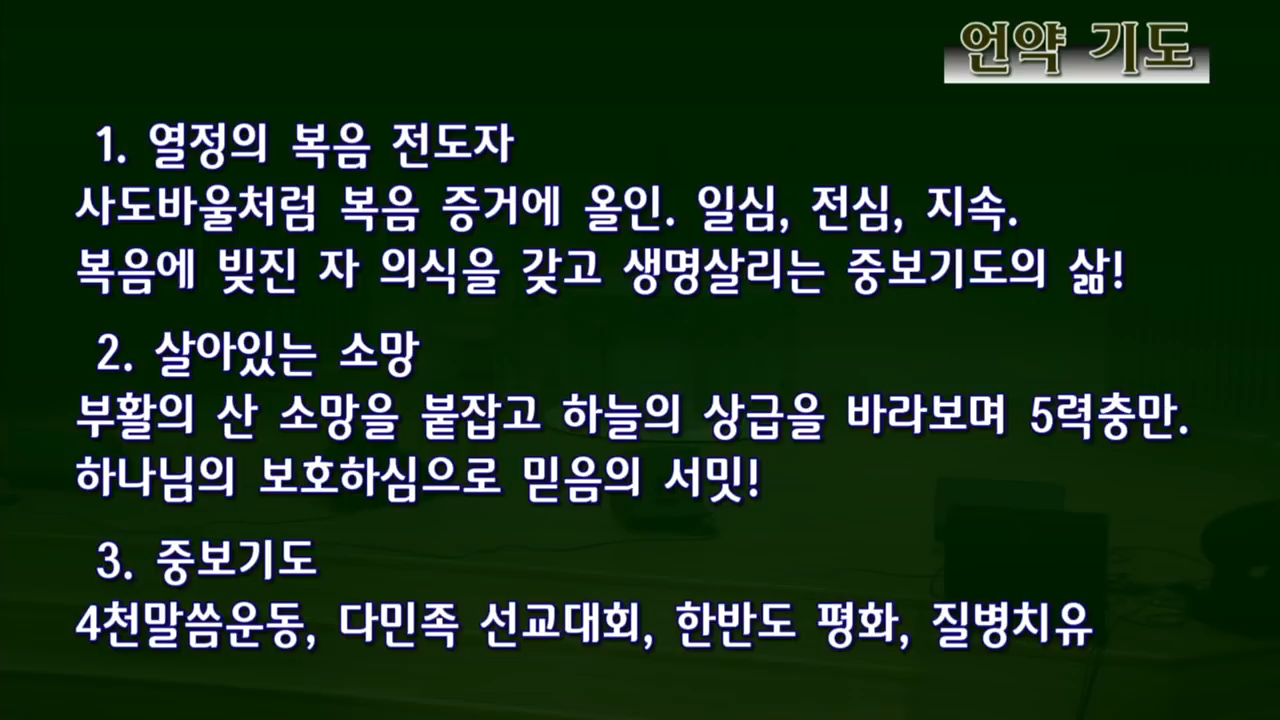 언약 기도
1. 열정의 복음 전도자
사도바울처럼 복음 증거에 올인. 일심, 전심, 지속.
복음에 빚진 자 의식을 갖고 생명살리는 중보기도의 삶!
2. 살아있는 소망
부활의 산 소망을 붙잡고 하늘의 상급을 바라보며 5력충만.
하나님의 보호하심으로 믿음의 서밋!
3. 중보기도
4천말씀운동, 다민족 선교대회, 한반도 평화, 질병치유